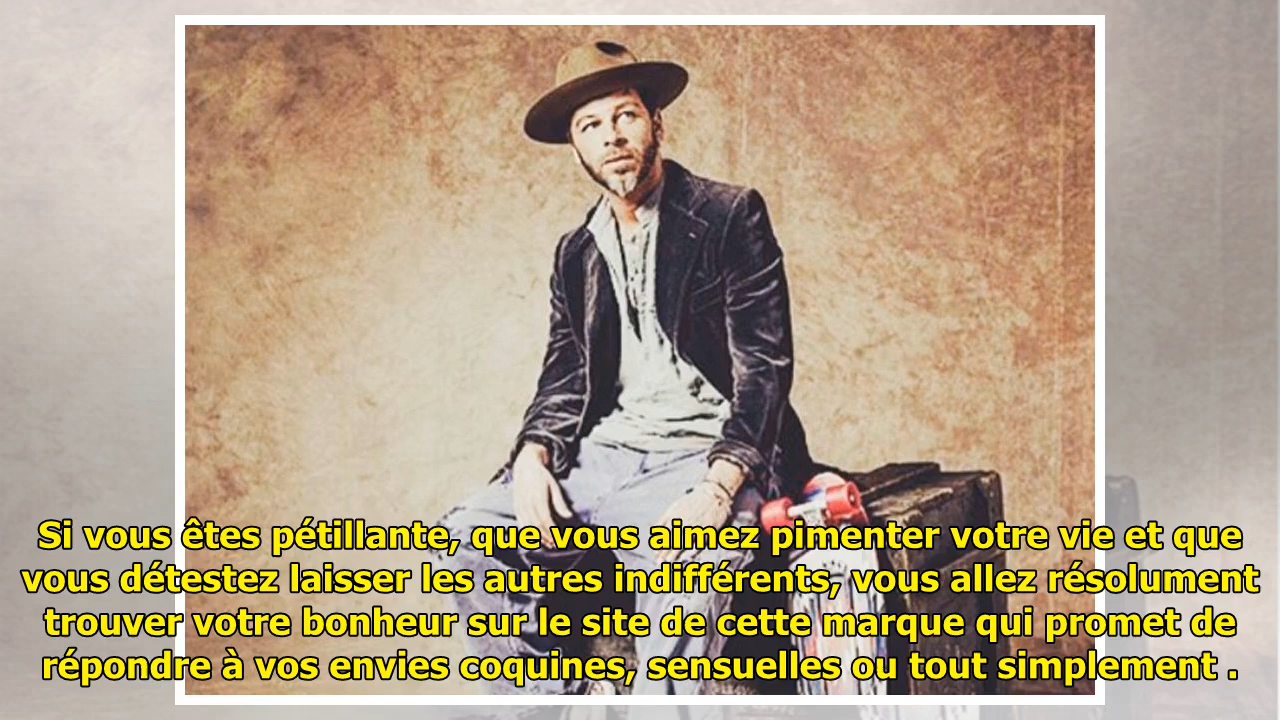 Si vous êtes pétillante, que vous aimez pimenter votre vie et que
vous détestez laisser les autres indifférents, vous allez résolument
trouver votre bonheur sur le site de cette marque qui promet de
répondre à vos envies coquines, sensuelles ou tout simplement .